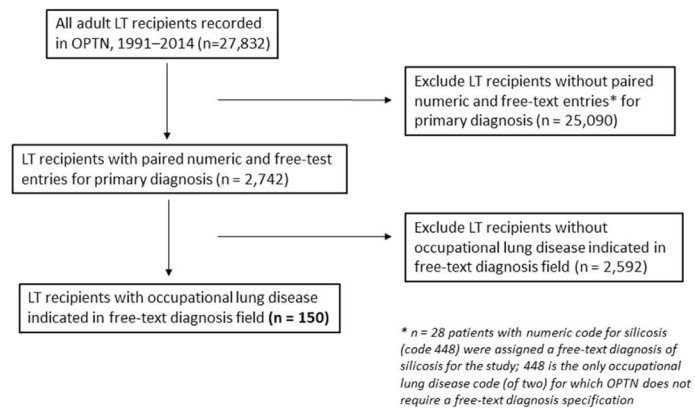 All adult LT recipients recorded
in OPTN, 1991–2014 (n=27,832)
Exclude LT recipients without paired
numeric and free-text entries* for
primary diagnosis (n = 25,090)
LT recipients with paired numeric and free-test
entries for primary diagnosis (n = 2,742)
Exclude LT recipients without
occupational lung disease indicated in
free-text diagnosis field (n = 2,592)
LT recipients with occupational lung disease
indicated in free-text diagnosis field (n = 150)
* n = 28 patients with numeric code for silicosis
(code 448) were assigned a free-text diagnosis of
silicosis for the study; 448 is the only occupational
lung disease code (of two) for which OPTN does not
require a free-text diagnosis specification